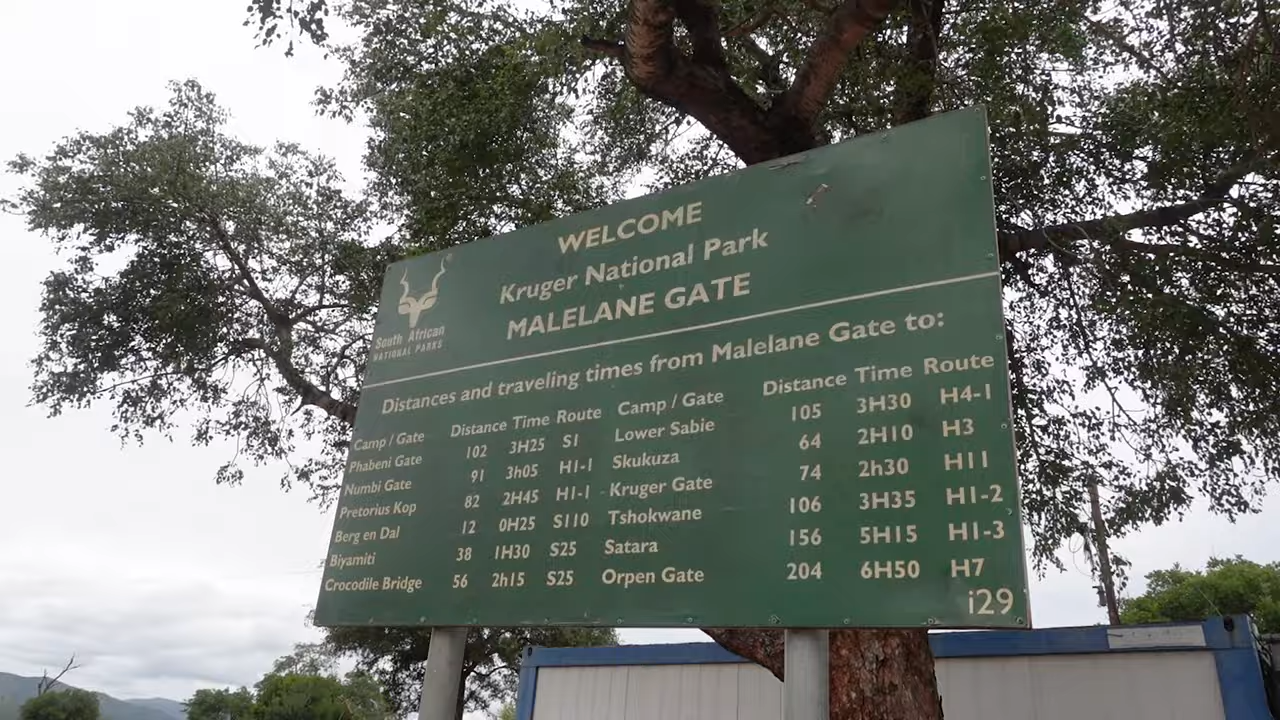 WELCOME
Kruger National Park
MALELANE GATE
South African
NATIONAL PARKS
Distances and traveling times from Malelane Gate to:
Camp / Gate Distance Time Route Camp / Gate Distance Time Route
Phabeni Gate 102 3H25 S1 Lower Sabie 105 3H30 H4-1
Numbi Gate 91 3h05 H1-1 Skukuza 64 2H10 H3
Pretorius Kop 82 2H45 H1-1 Kruger Gate 74 2h30 H11
Berg en Dal 12 0H25 S110 Tshokwane 106 3H35 H1-2
Biyamiti 38 1H30 S25 Satara 156 5H15 H1-3
Crocodile Bridge 56 2h15 S25 Orpen Gate 204 6H50 H7
i29